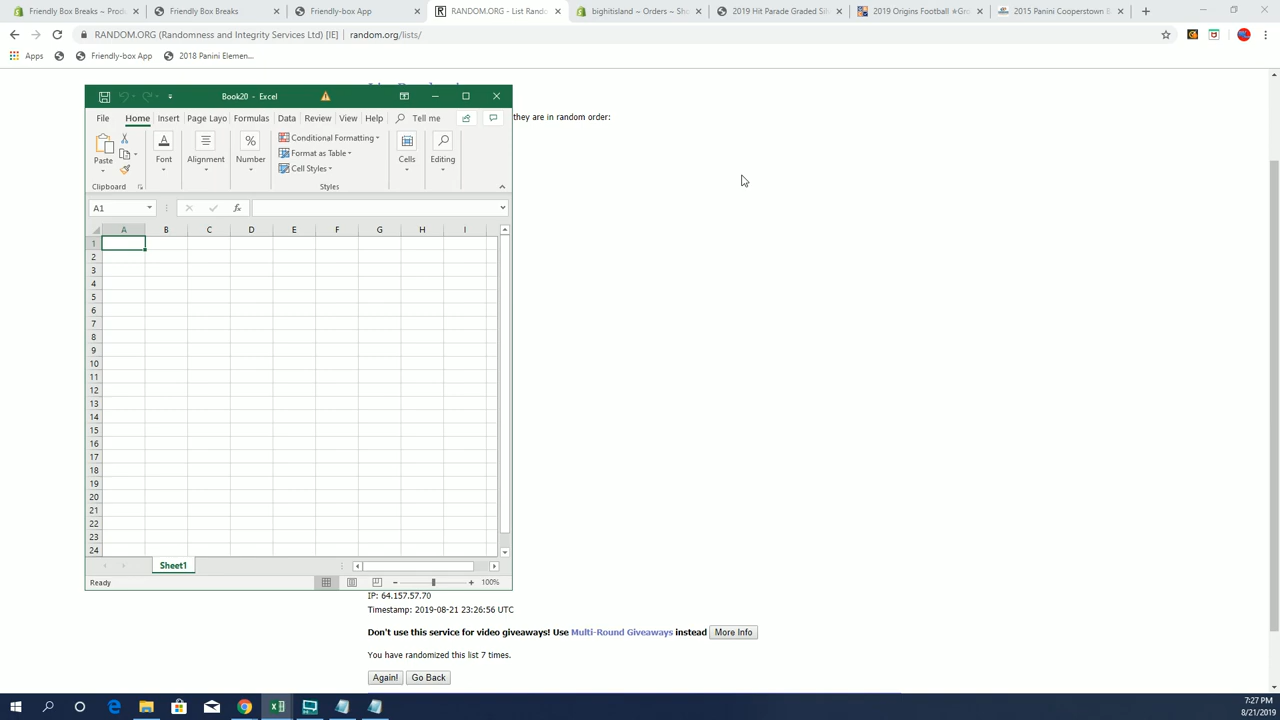 Friendly Box Breaks ~ Prod
Friendly Box Breaks
Friendly-box App
RANDOM.ORG - List Rando
bighitisland ~ Orders ~ Sh
2019 Hit Parade Graded Sil
2019 Origins Football ★Gr
2015 Panini Cooperstown
RANDOM.ORG (Randomness and Integrity Services Ltd) [IE] | random.org/lists/
Apps
Friendly-box App
2018 Panini Elemen...
Book20 - Excel
they are in random order:
File Home Insert Page Layo Formulas Data Review View Help Tell me
Paste
Font
Alignment
%
Number
Conditional Formatting
Format as Table
Cell Styles
Cells
Editing
Clipboard
Styles
A1
fx
A B C D E F G H I
1
2
3
4
5
6
7
8
9
10
11
12
13
14
15
16
17
18
19
20
21
22
23
24
Sheet1
Ready
100%
IP: 64.157.57.70
Timestamp: 2019-08-21 23:26:56 UTC
Don't use this service for video giveaways! Use Multi-Round Giveaways instead More Info
You have randomized this list 7 times.
Again! Go Back
7:27 PM
8/21/2019